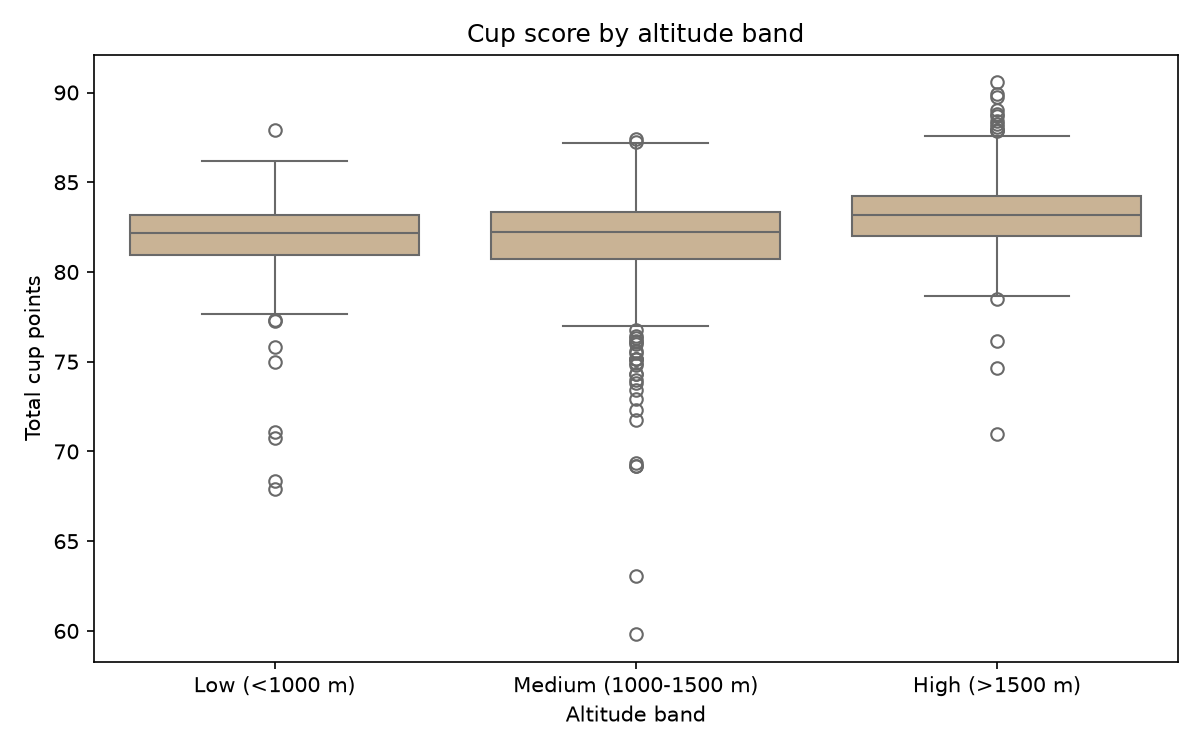 Cup score by altitude band
Total cup points
90
85
80
75
70
65
60
Low (<1000 m)
Medium (1000-1500 m)
High (>1500 m)
Altitude band